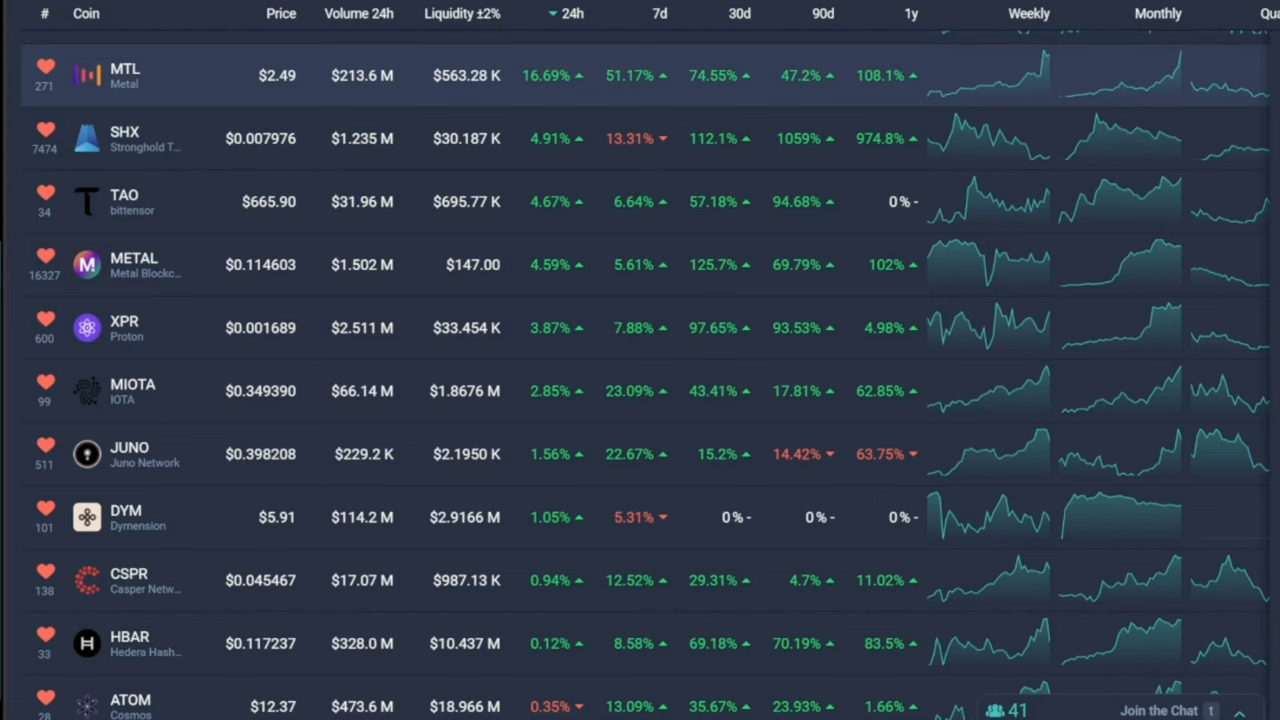 # Coin Price Volume 24h Liquidity ±2% 24h 7d 30d 90d 1y Weekly Monthly Qua
MTL $2.49 $213.6 M $563.28 K 16.69% 51.17% 74.55% 47.2% 108.1%
271 Metal
SHX $0.007976 $1.235 M $30.187 K 4.91% 13.31% 112.1% 1059% 974.8%
7474 Stronghold T...
TAO $665.90 $31.96 M $695.77 K 4.67% 6.64% 57.18% 94.68% 0% -
34 bittensor
METAL $0.114603 $1.502 M $147.00 4.59% 5.61% 125.7% 69.79% 102%
16327 Metal Blockc...
XPR $0.001689 $2.511 M $33.454 K 3.87% 7.88% 97.65% 93.53% 4.98%
600 Proton
MIOTA $0.349390 $66.14 M $1.8676 M 2.85% 23.09% 43.41% 17.81% 62.85%
99 IOTA
JUNO $0.398208 $229.2 K $2.1950 K 1.56% 22.67% 15.2% 14.42% 63.75%
511 Juno Network
DYM $5.91 $114.2 M $2.9166 M 1.05% 5.31% 0% - 0% - 0% -
101 Dymension
CSPR $0.045467 $17.07 M $987.13 K 0.94% 12.52% 29.31% 4.7% 11.02%
138 Casper Netw...
HBAR $0.117237 $328.0 M $10.437 M 0.12% 8.58% 69.18% 70.19% 83.5%
33 Hedera Hash...
ATOM $12.37 $473.6 M $18.966 M 0.35% 13.09% 35.67% 23.93% 1.66%
28 Cosmos
41 Join the Chat t